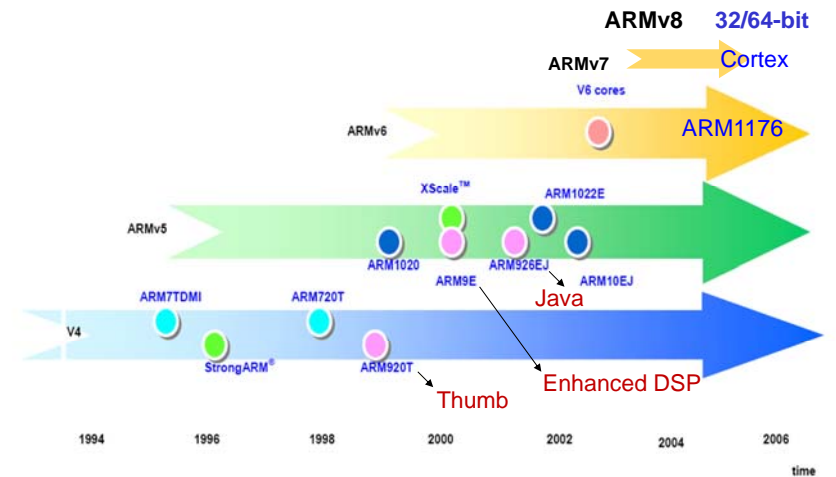 ARMv8 32/64-bit
ARMv7 Cortex
V6 cores
ARMv6 ARM1176
XScale™ ARM1022E
ARMv5
ARM1020 ARM9E ARM926EJ ARM10EJ
Java
ARM7TDMI ARM720T
V4
StrongARM® ARM920T
Enhanced DSP
Thumb
1994 1996 1998 2000 2002 2004 2006
time